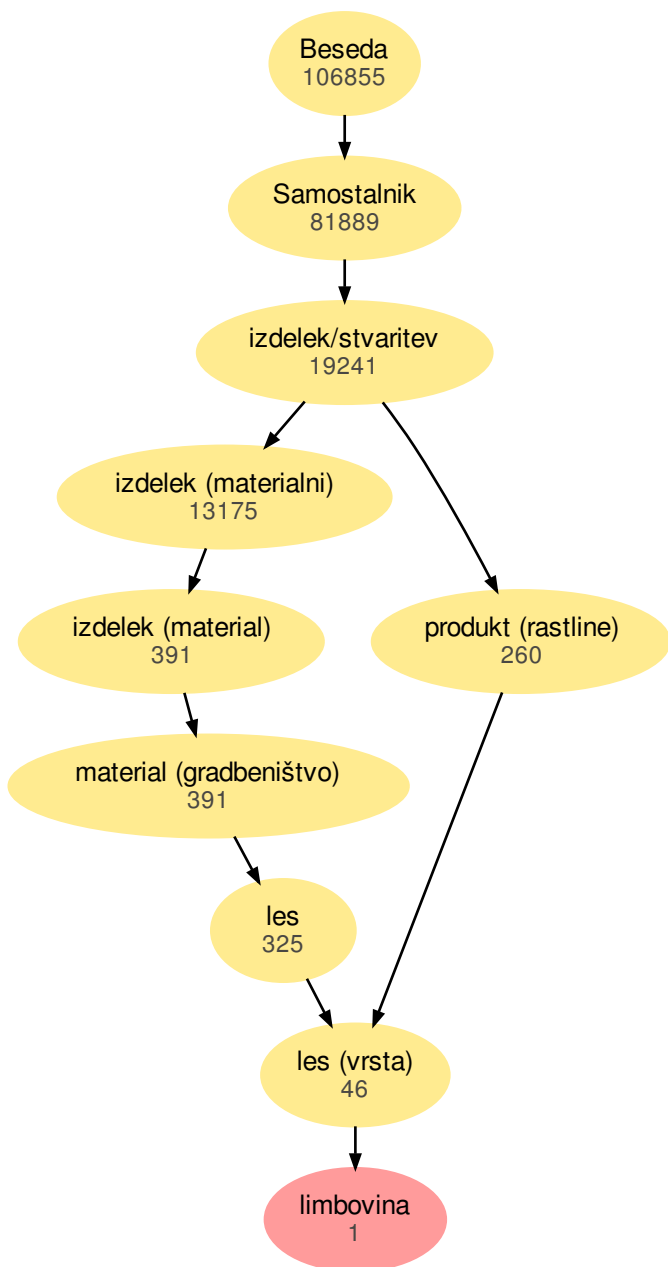 Beseda
106855
Samostalnik
81889
izdelek/stvaritev
19241
izdelek (materialni)
13175
izdelek (material)
391
produkt (rastline)
260
material (gradbeništvo)
391
les
325
les (vrsta)
46
limbovina
1